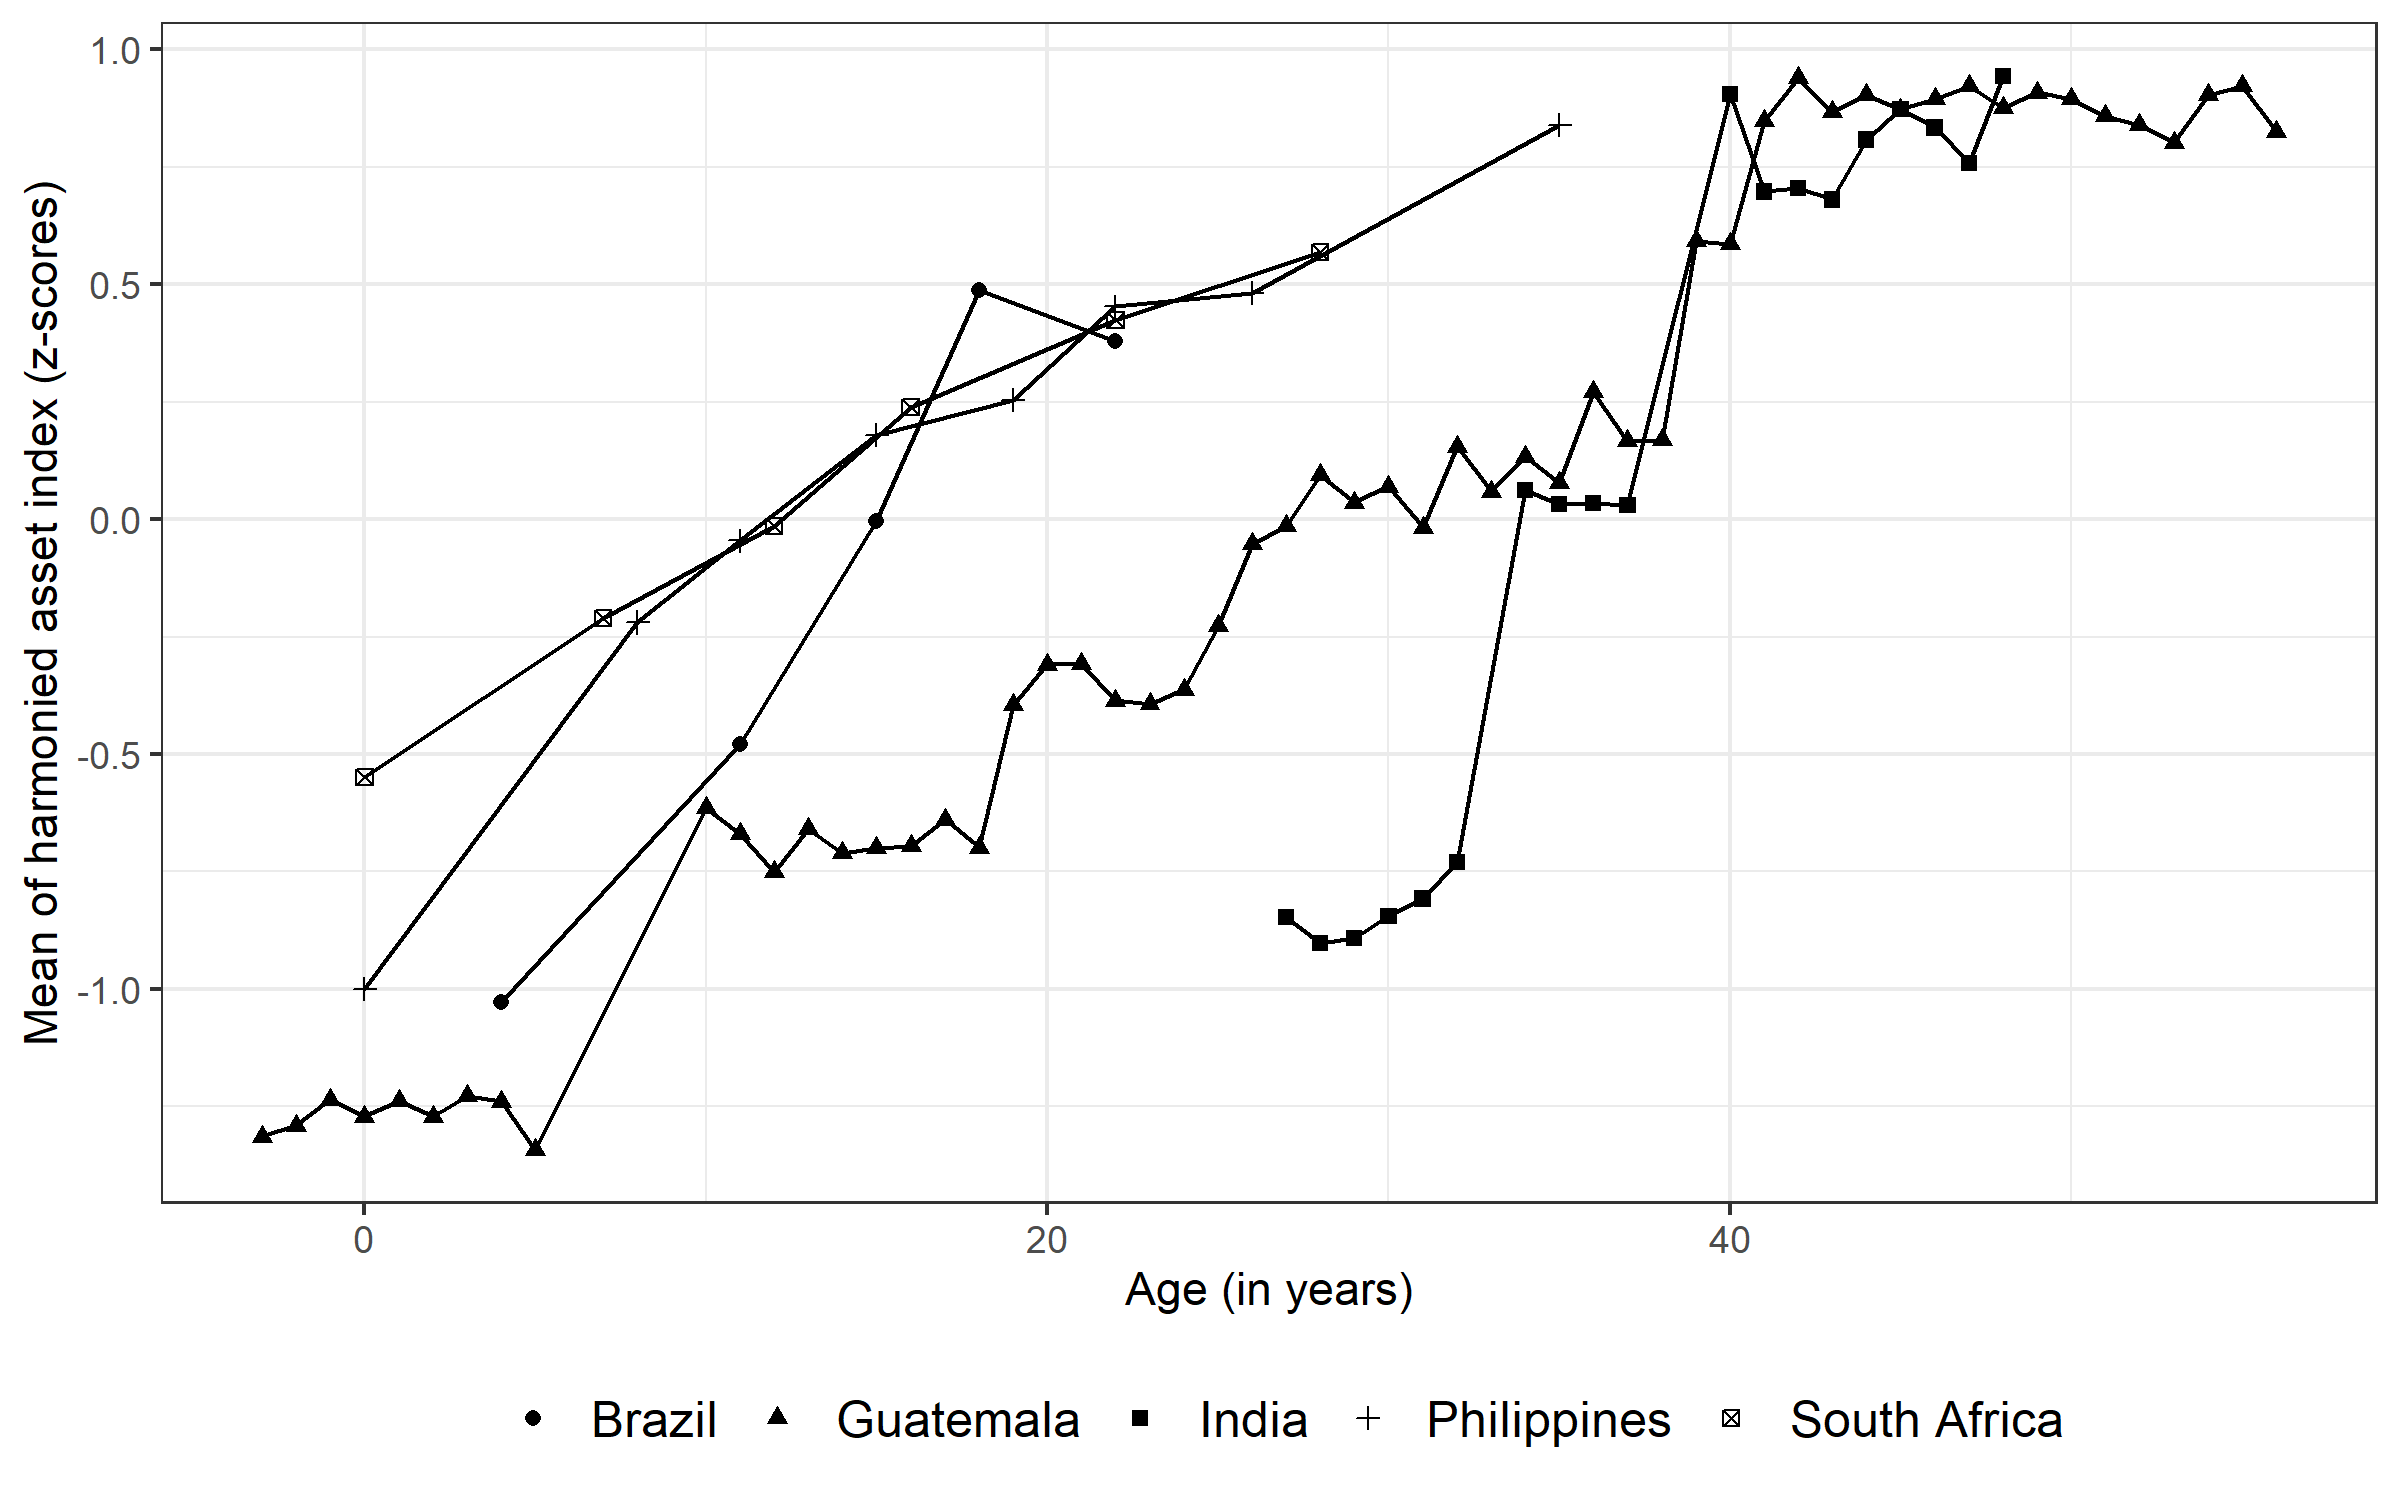 Mean of harmonied asset index (z-scores)
1.0
0.5
0.0
-0.5
-1.0
0 20 40
Age (in years)
Brazil Guatemala India Philippines South Africa